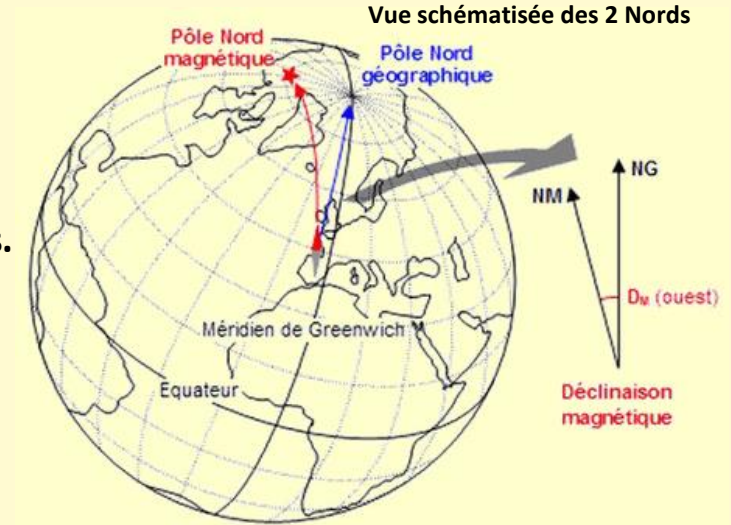 Vue schématisée des 2 Nords
Pôle Nord
magnétique
Pôle Nord
géographique
NG
NM
s.
DM (ouest)
Méridien de Greenwich
Equateur
Déclinaison
magnétique